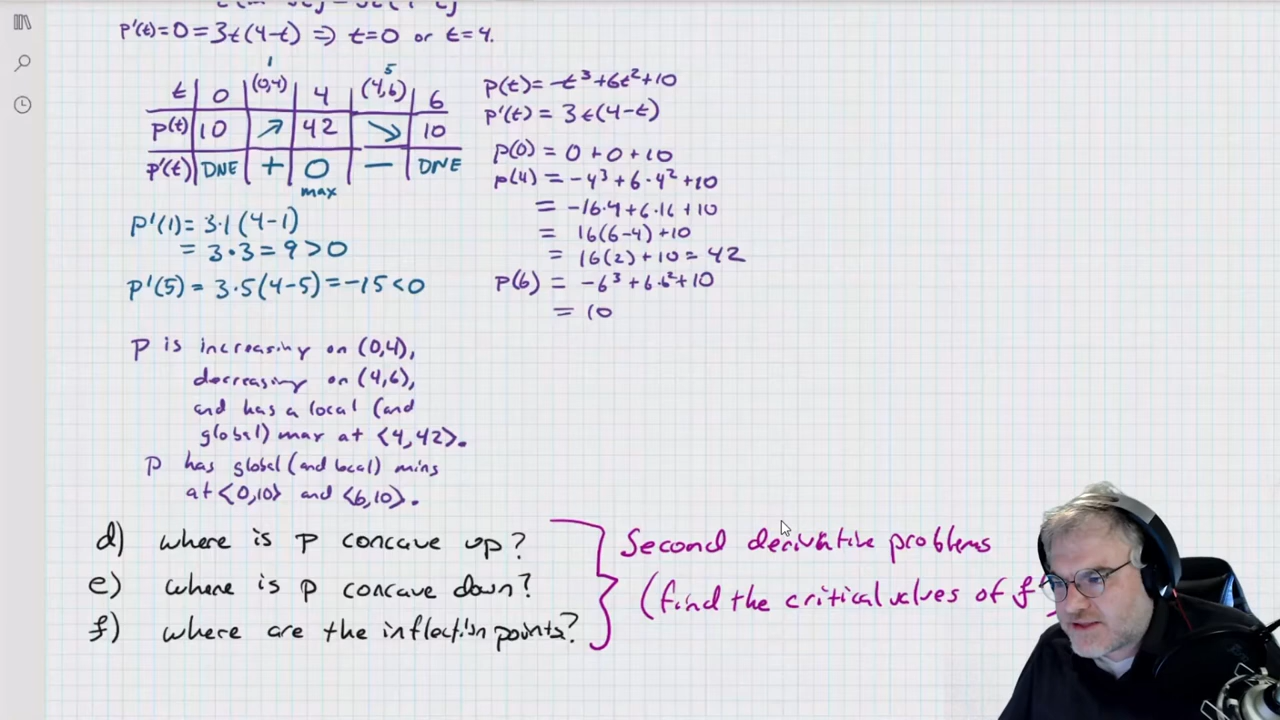 p'(t)=0=3t(4-t) => t=0 or t=4.
1 5
t 0 (0,4) 4 (4,6) 6
p(t) 10 ↗ 42 ↘ 10
p'(t) DNE + 0 − DNE
max
p'(1) = 3·1(4-1)
= 3·3 = 9 > 0
p'(5) = 3·5(4-5) = -15 < 0
p(t) = -t³+6t²+10
p'(t) = 3t(4-t)
p(0) = 0+0+10
p(4) = -4³+6·4²+10
= -16·4+6·16+10
= 16(6-4)+10
= 16(2)+10 = 42
p(6) = -6³+6·6²+10
= 10
p is increasing on (0,4),
decreasing on (4,6),
and has a local (and
global) max at <4,42>.
p has global (and local) mins
at <0,10> and <6,10>.
d) where is p concave up?
e) where is p concave down?
f) where are the inflection points?
Second derivative problems
(find the critical values of f'